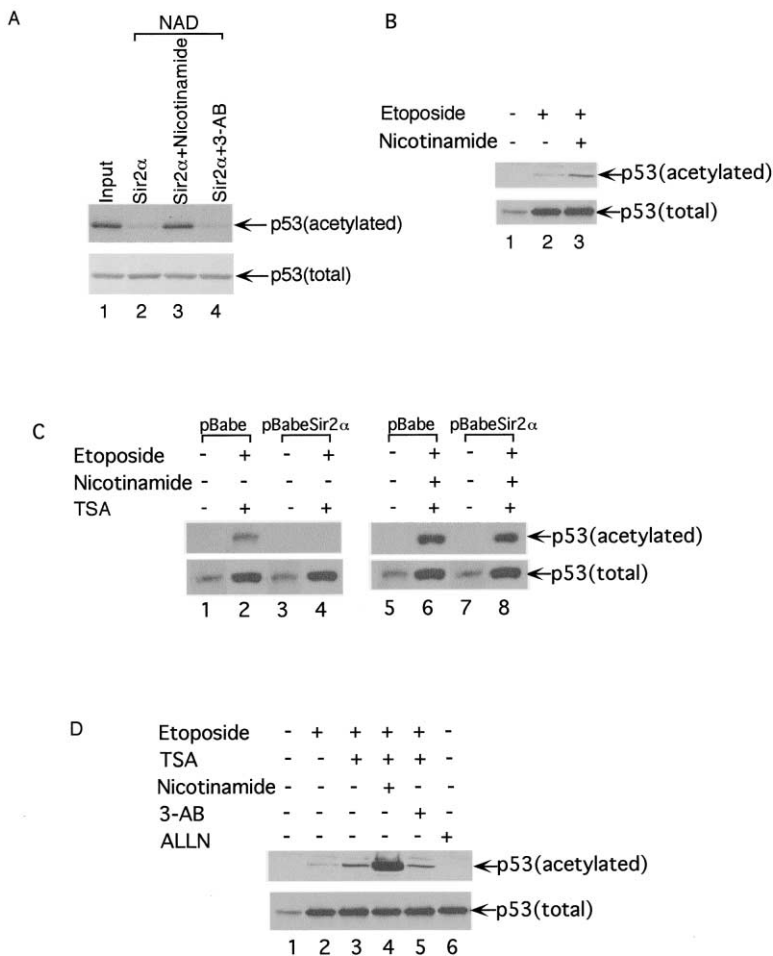 A
NAD
Input
Sir2α
Sir2α+Nicotinamide
Sir2α+3-AB
p53(acetylated)
p53(total)
1 2 3 4
B
Etoposide - + +
Nicotinamide - - +
p53(acetylated)
p53(total)
1 2 3
C
pBabe pBabeSir2α pBabe pBabeSir2α
Etoposide - + - + - + - +
Nicotinamide - - - - - + - +
TSA - + - + - + - +
p53(acetylated)
p53(total)
1 2 3 4 5 6 7 8
D
Etoposide - + + + + -
TSA - - + + + -
Nicotinamide - - - + - -
3-AB - - - - + -
ALLN - - - - - +
p53(acetylated)
p53(total)
1 2 3 4 5 6